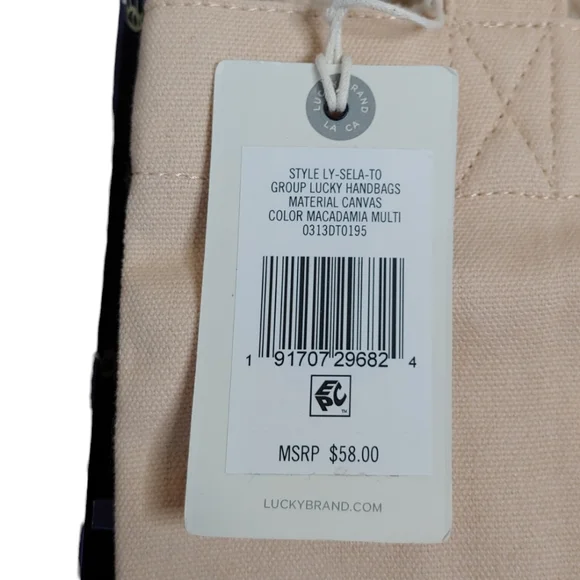 LUCKY BRAND
LA CA
STYLE LY-SELA-TO
GROUP LUCKY HANDBAGS
MATERIAL CANVAS
COLOR MACADAMIA MULTI
0313DT0195
1 91707 29682 4
EPC™
MSRP $58.00
LUCKYBRAND.COM